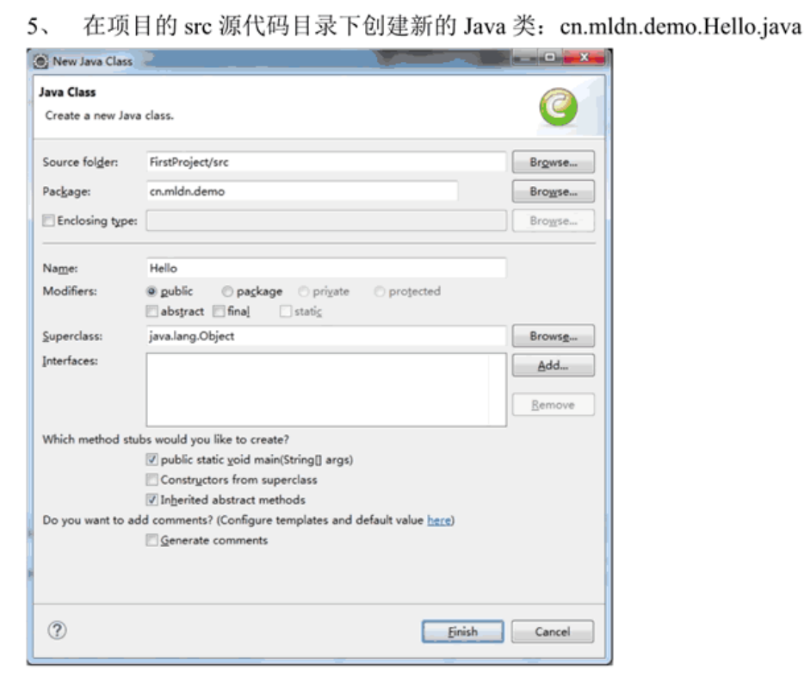 5、 在项目的 src 源代码目录下创建新的 Java 类：cn.mldn.demo.Hello.java
New Java Class
Java Class
Create a new Java class.
Source folder: FirstProject/src Browse...
Package: cn.mldn.demo Browse...
Enclosing type: Browse...
Name: Hello
Modifiers: public package private protected
abstract final static
Superclass: java.lang.Object Browse...
Interfaces: Add...
Remove
Which method stubs would you like to create?
public static void main(String[] args)
Constructors from superclass
Inherited abstract methods
Do you want to add comments? (Configure templates and default value here)
Generate comments
? Finish Cancel